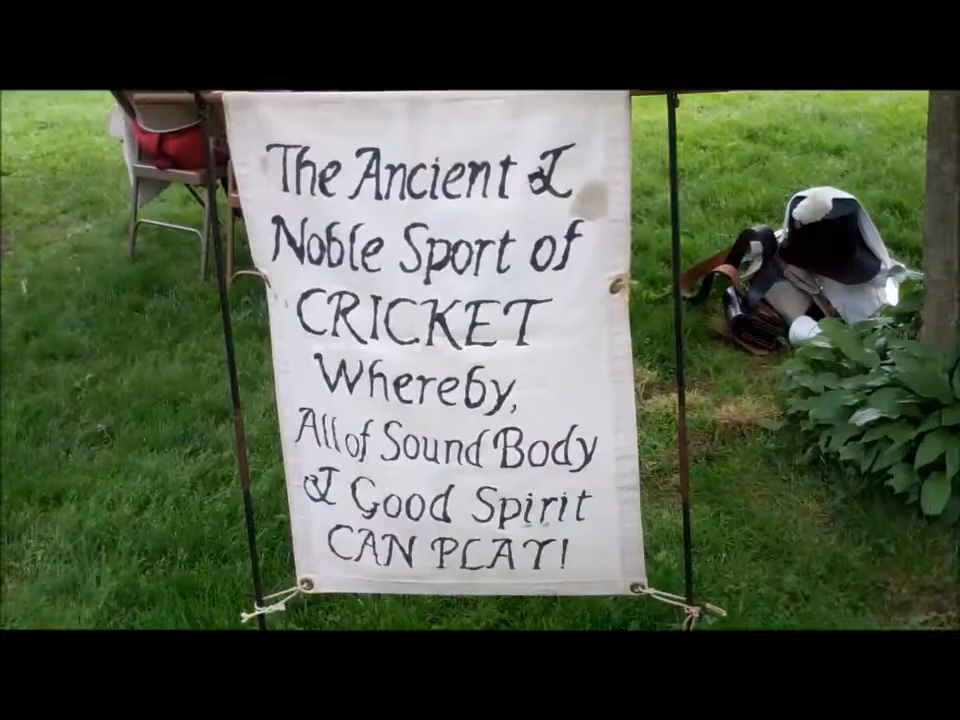 The Ancient &
Noble Sport of
CRICKET
Whereby,
All of Sound Body
& Good Spirit
CAN PLAY!